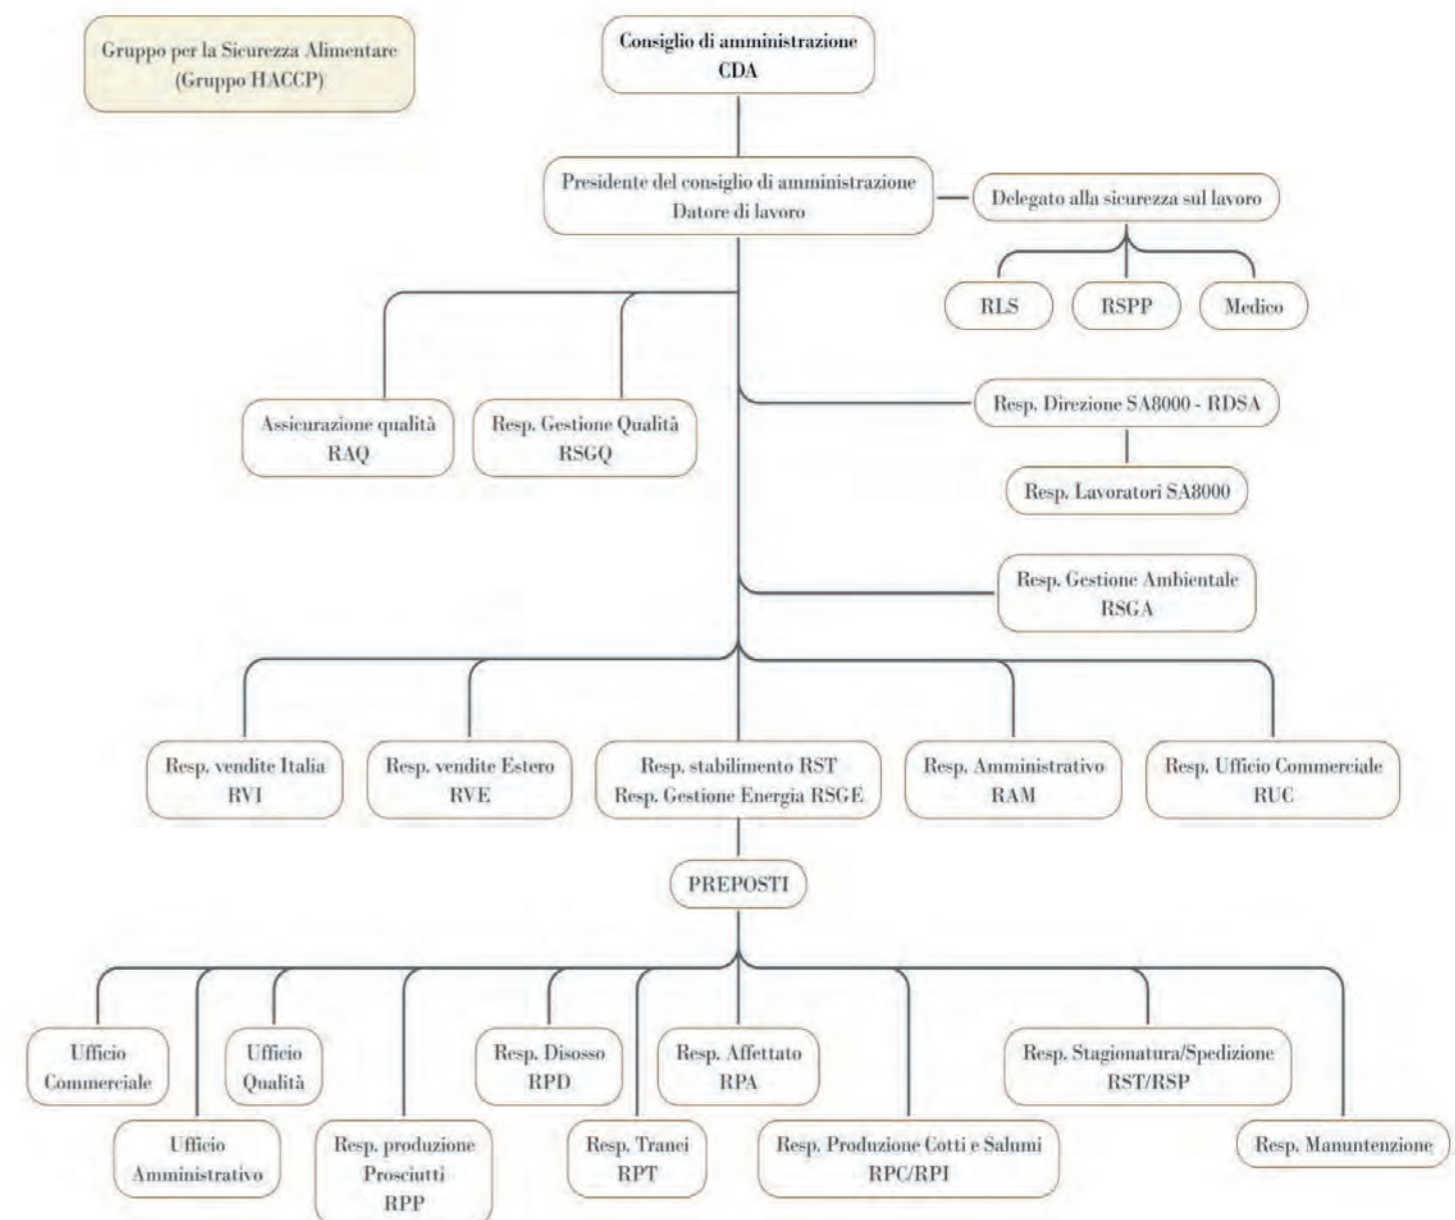 Gruppo per la Sicurezza Alimentare
(Gruppo HACCP)
Consiglio di amministrazione
CDA
Presidente del consiglio di amministrazione
Datore di lavoro
Delegato alla sicurezza sul lavoro
RLS
RSPP
Medico
Assicurazione qualità
RAQ
Resp. Gestione Qualità
RSGQ
Resp. Direzione SA8000 - RDSA
Resp. Lavoratori SA8000
Resp. Gestione Ambientale
RSGA
Resp. vendite Italia
RVI
Resp. vendite Estero
RVE
Resp. stabilimento RST
Resp. Gestione Energia RSGE
Resp. Amministrativo
RAM
Resp. Ufficio Commerciale
RUC
PREPOSTI
Ufficio
Commerciale
Ufficio
Amministrativo
Ufficio
Qualità
Resp. produzione
Prosciutti
RPP
Resp. Disosso
RPD
Resp. Tranci
RPT
Resp. Affettato
RPA
Resp. Produzione Cotti e Salumi
RPC/RPI
Resp. Stagionatura/Spedizione
RST/RSP
Resp. Manuntenzione